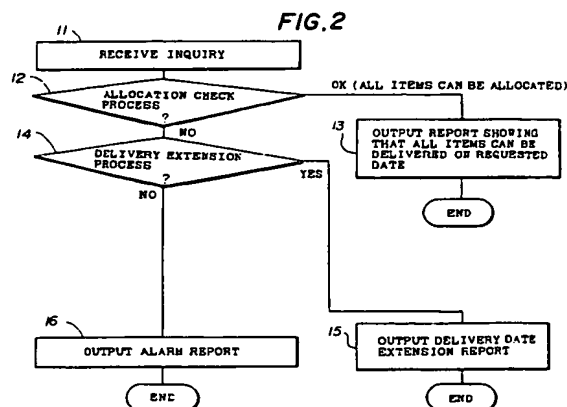 FIG.2
11
RECEIVE INQUIRY
12
ALLOCATION CHECK
PROCESS
?
OK (ALL ITEMS CAN BE ALLOCATED)
NO
13
OUTPUT REPORT SHOWING
THAT ALL ITEMS CAN BE
DELIVERED ON REQUESTED
DATE
END
14
DELIVERY EXTENSION
PROCESS
?
YES
NO
16
OUTPUT ALARM REPORT
END
15
OUTPUT DELIVERY DATE
EXTENSION REPORT
END